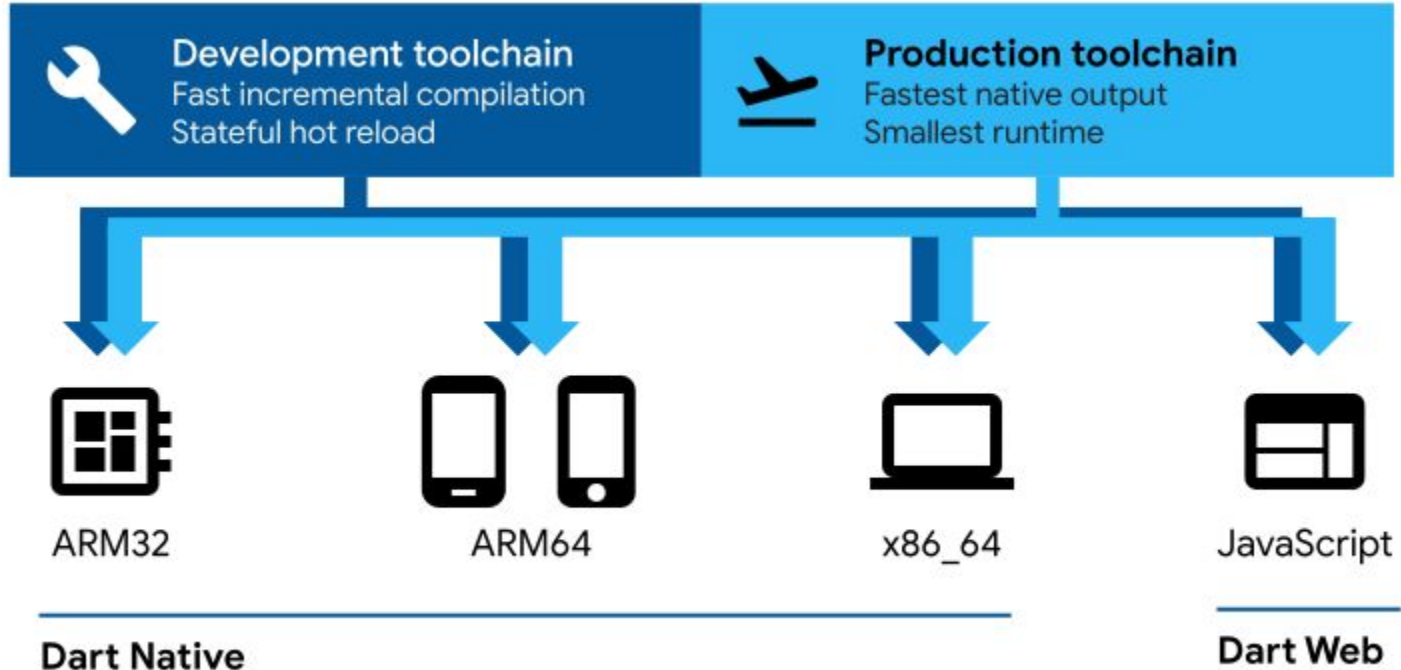 Development toolchain
Fast incremental compilation
Stateful hot reload
Production toolchain
Fastest native output
Smallest runtime
ARM32
ARM64
x86_64
JavaScript
Dart Native
Dart Web